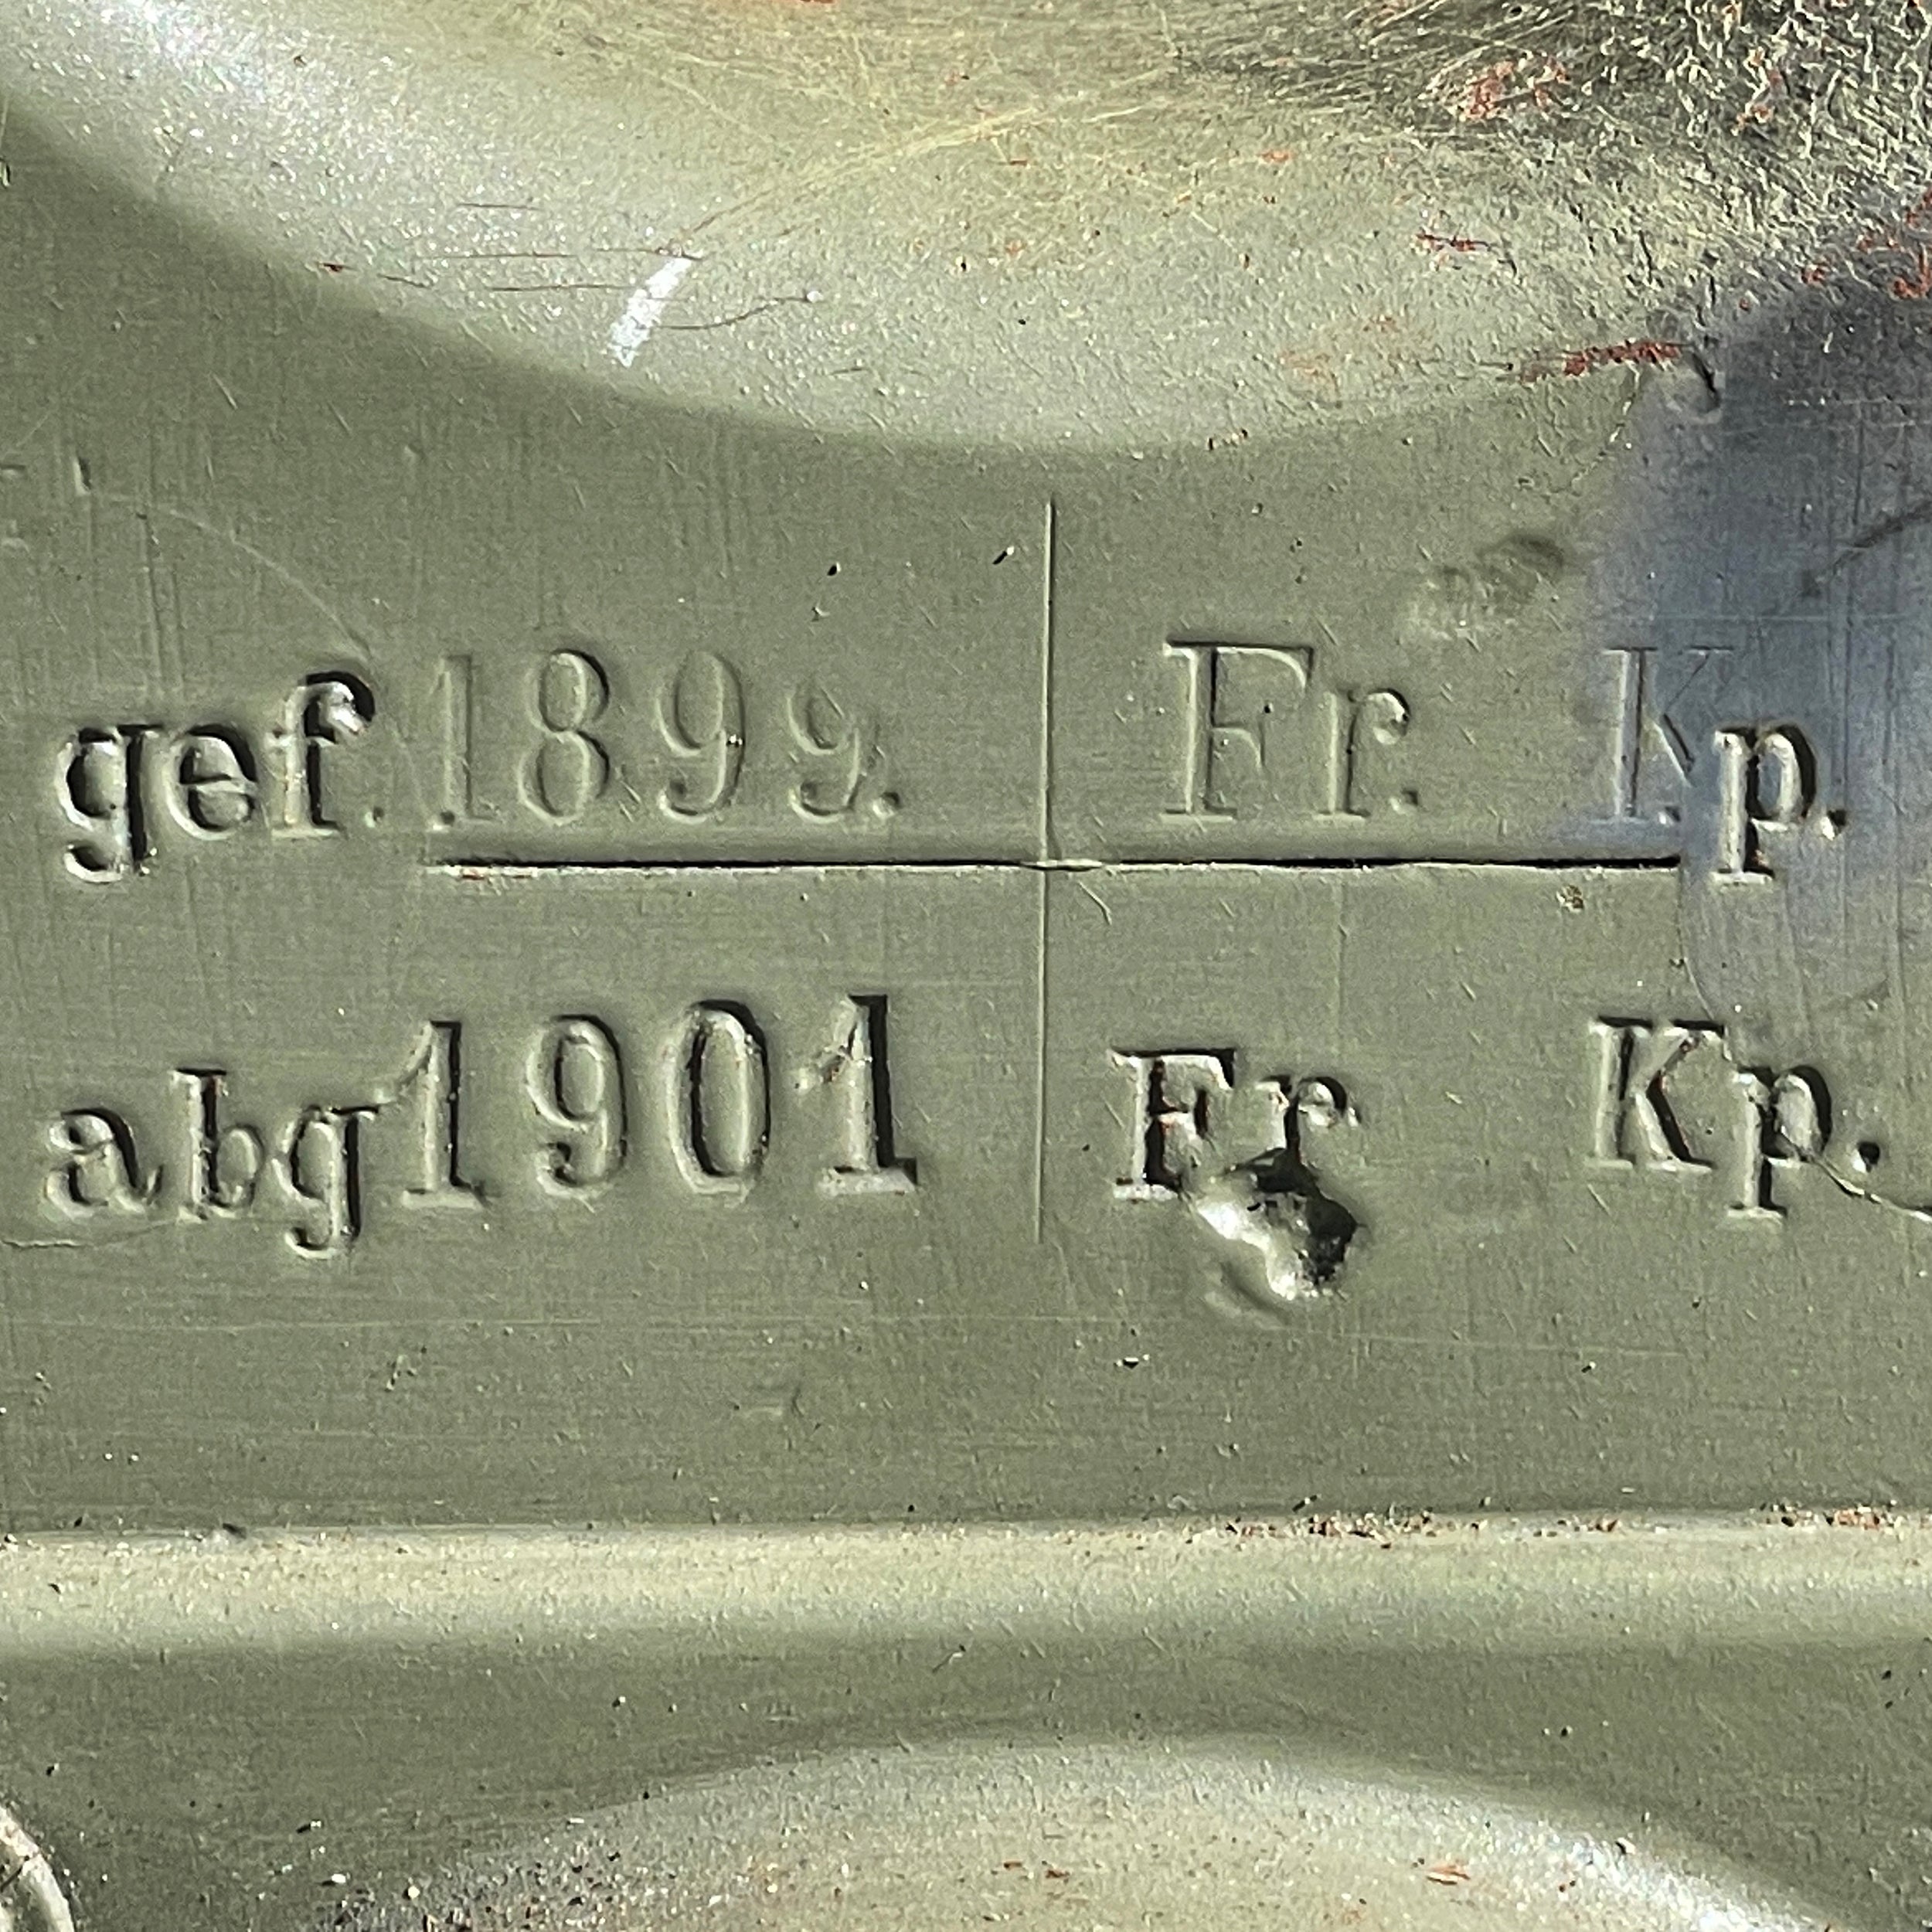 gef. 1899. Fr. Kp.
abg 1901 Fr Kp.